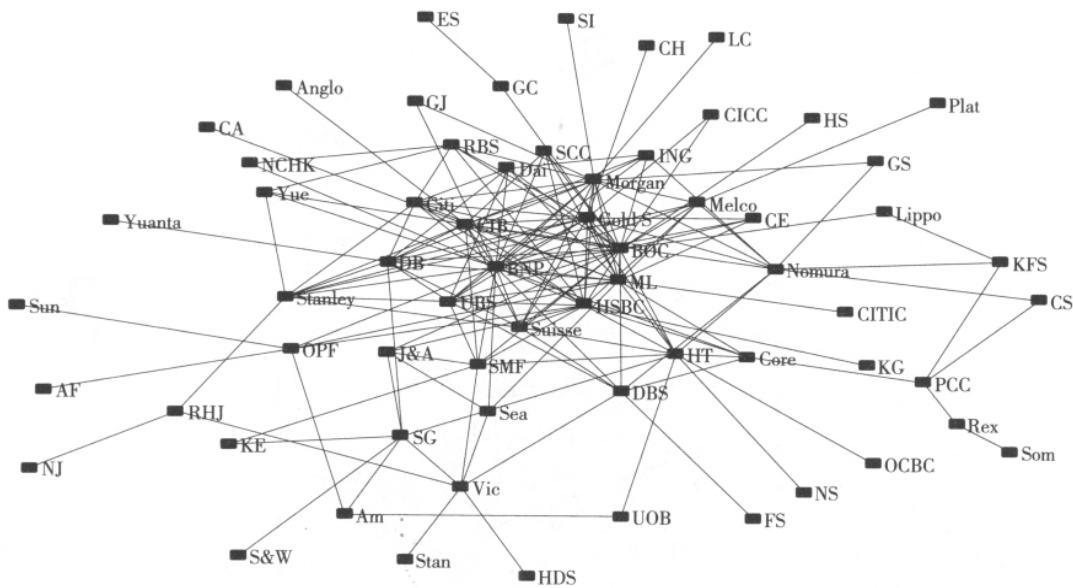 ES
SI
LC
CH
Anglo
GC
GJ
Plat
CICC
HS
CA
RBS
SCC
ING
NCHK
Dai
GS
Morgan
Yue
Citi
Melco
Lippo
Yuanta
CIB
Gold S
CE
BOC
DB
BNP
Nomura
KFS
ML
Stanley
UBS
HSBC
CS
Sun
CITIC
Suisse
OPF
J&A
SMF
HT
Core
KG
PCC
AF
DBS
RHJ
Sea
Rex
KE
SG
Som
NJ
OCBC
Vic
NS
Am
UOB
FS
S&W
Stan
HDS